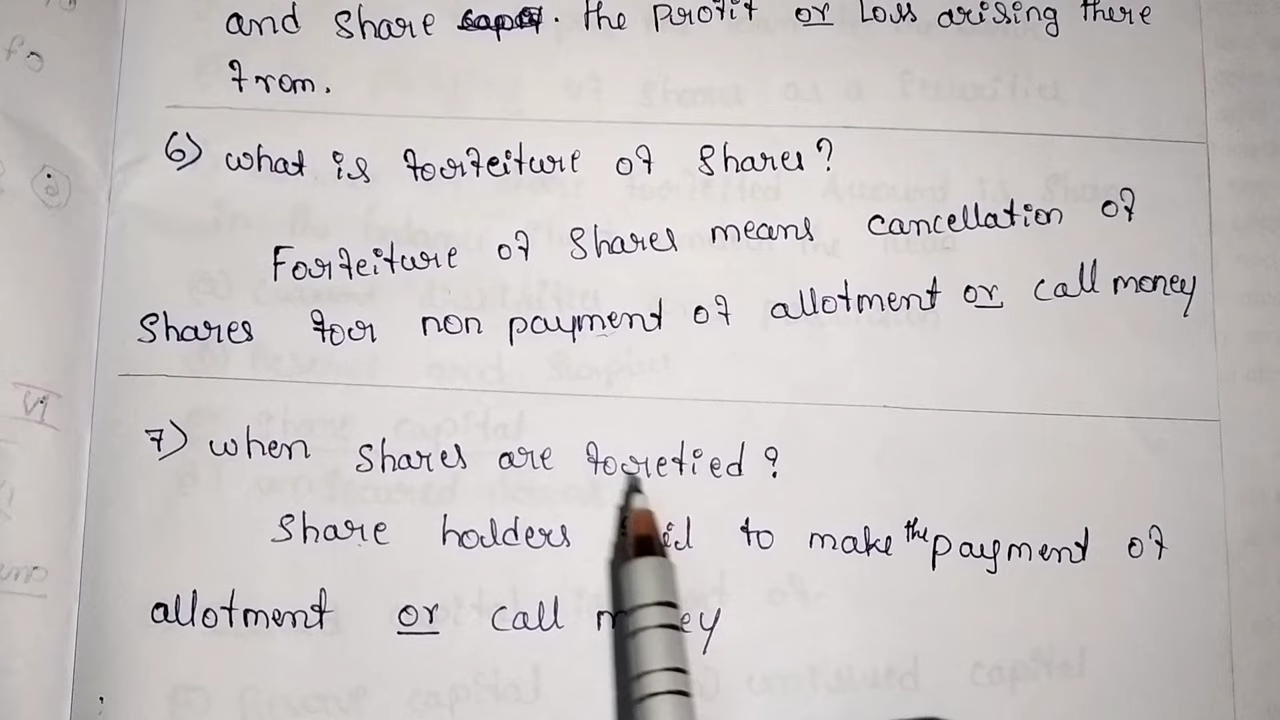 and share the Profit or Loss arising there
from.
6) what is forfeiture of shares?
Forfeiture of shares means cancellation of
shares for non payment of allotment or call money
7) when shares are foretied?
share holders to make the payment of
allotment or call
VI